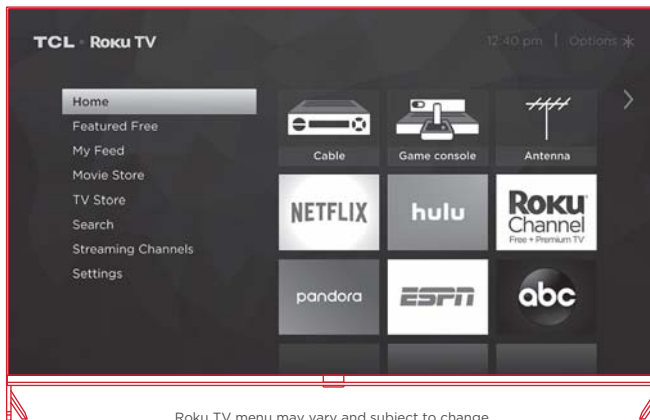 TCL · Roku TV
12:40 pm | Options
Home
Featured Free
My Feed
Movie Store
TV Store
Search
Streaming Channels
Settings
Cable
Game console
Antenna
NETFLIX
hulu
Roku
Channel
Free + Premium TV
pandora
ESPN
abc
Roku TV menu may vary and subject to change